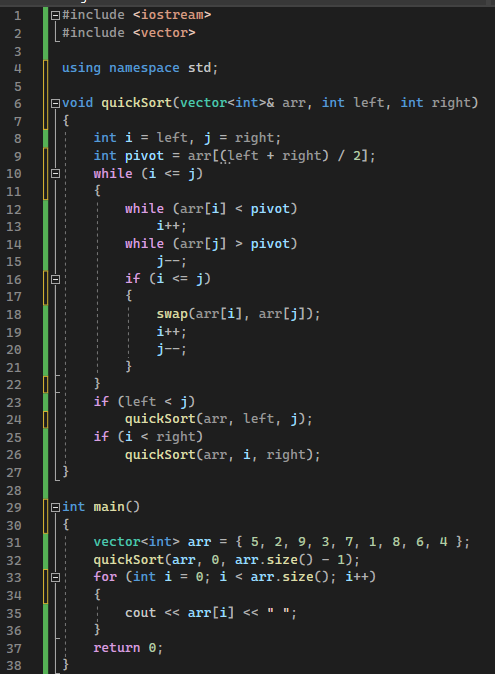 1 #include <iostream>
2 #include <vector>
3
4 using namespace std;
5
6 void quickSort(vector<int>& arr, int left, int right)
7 {
8     int i = left, j = right;
9     int pivot = arr[(left + right) / 2];
10     while (i <= j)
11     {
12         while (arr[i] < pivot)
13             i++;
14         while (arr[j] > pivot)
15             j--;
16         if (i <= j)
17         {
18             swap(arr[i], arr[j]);
19             i++;
20             j--;
21         }
22     }
23     if (left < j)
24         quickSort(arr, left, j);
25     if (i < right)
26         quickSort(arr, i, right);
27 }
28
29 int main()
30 {
31     vector<int> arr = { 5, 2, 9, 3, 7, 1, 8, 6, 4 };
32     quickSort(arr, 0, arr.size() - 1);
33     for (int i = 0; i < arr.size(); i++)
34     {
35         cout << arr[i] << " ";
36     }
37     return 0;
38 }